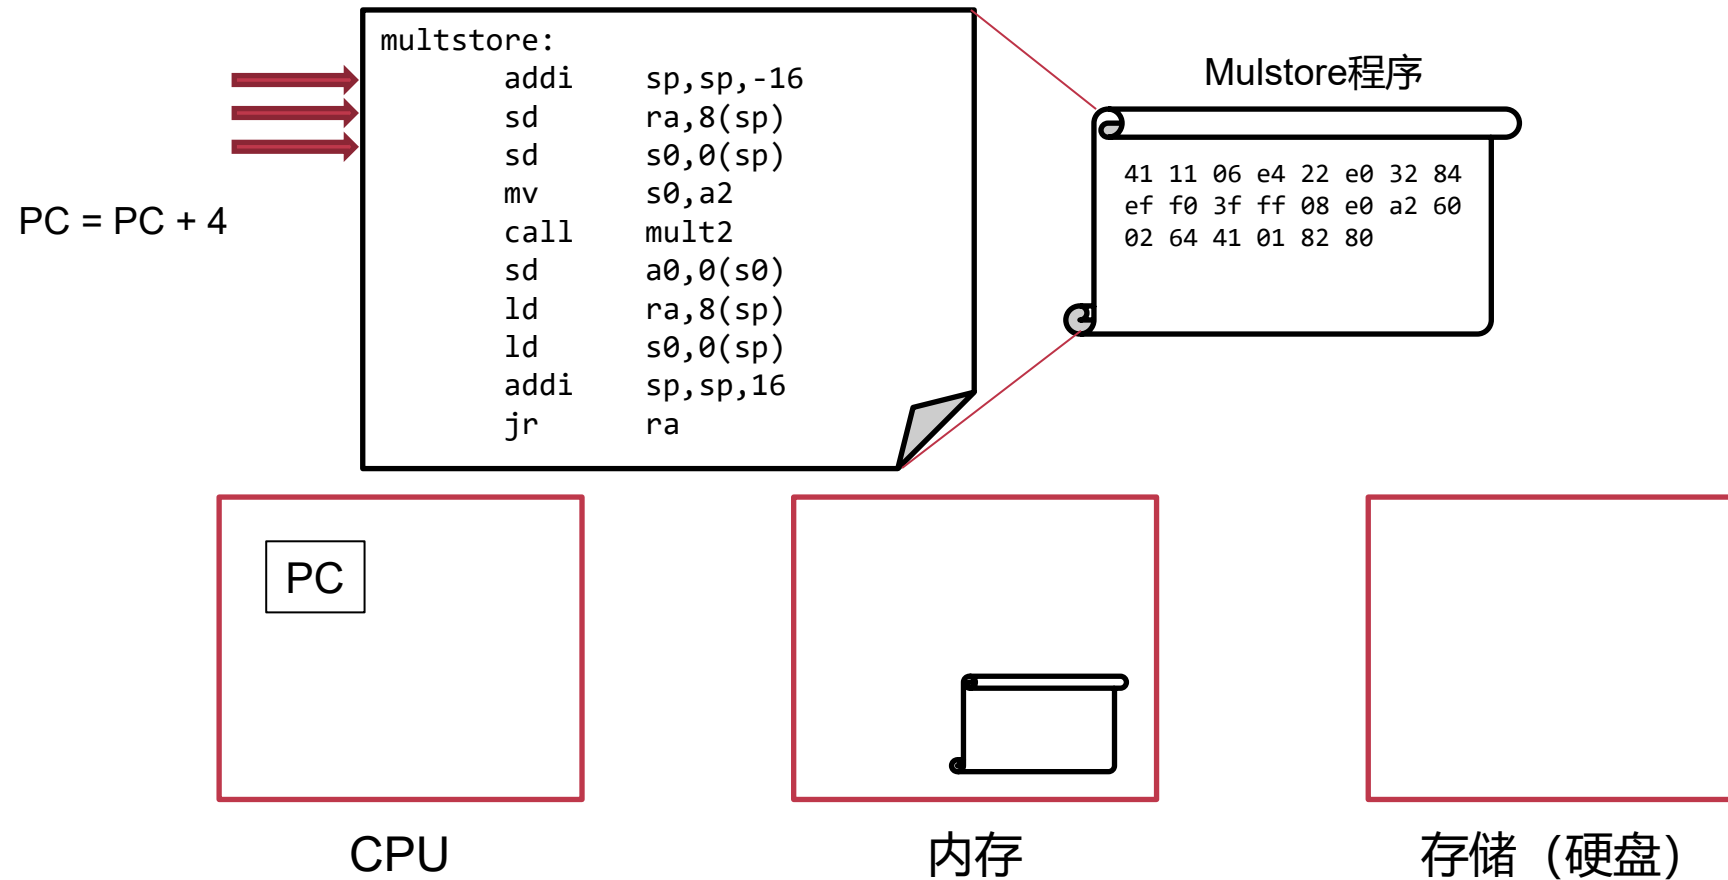 multstore:
addi sp,sp,-16
sd ra,8(sp)
sd s0,0(sp)
mv s0,a2
call mult2
sd a0,0(s0)
ld ra,8(sp)
ld s0,0(sp)
addi sp,sp,16
jr ra
PC = PC + 4
Mulstore程序
41 11 06 e4 22 e0 32 84
ef f0 3f ff 08 e0 a2 60
02 64 41 01 82 80
PC
CPU
内存
存储（硬盘）